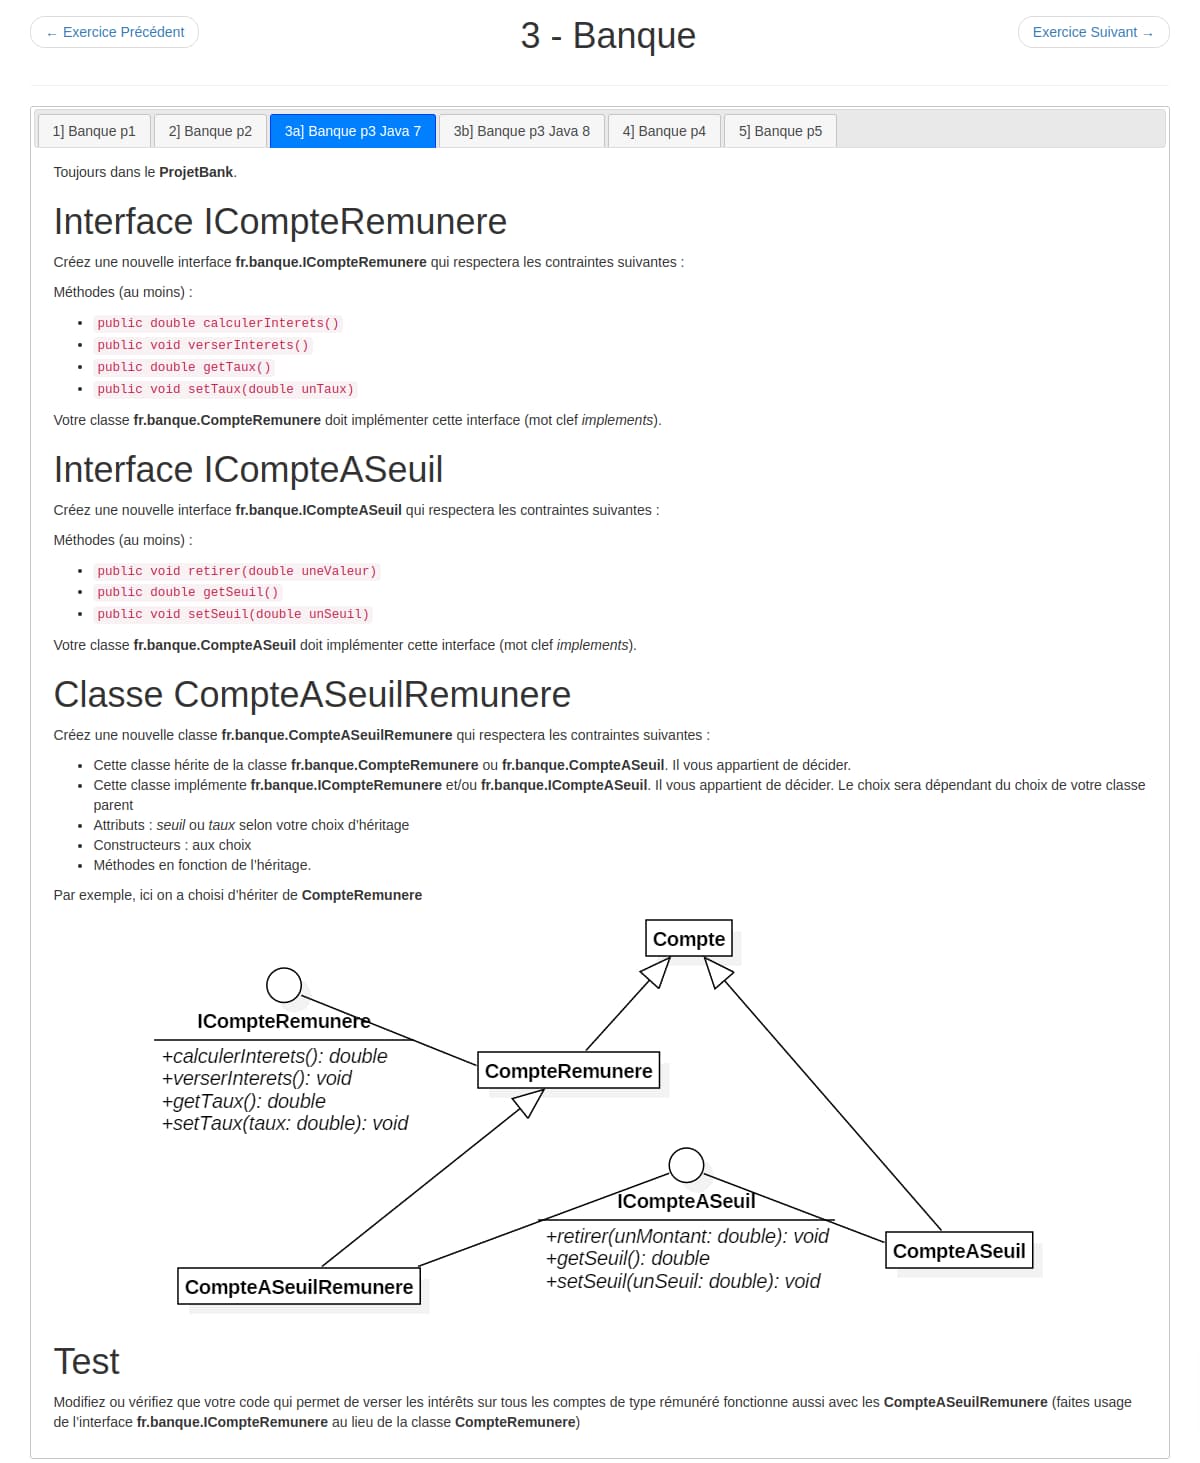 ← Exercice Précédent
3 - Banque
Exercice Suivant →
1] Banque p1
2] Banque p2
3a] Banque p3 Java 7
3b] Banque p3 Java 8
4] Banque p4
5] Banque p5
Toujours dans le ProjetBank.
Interface ICompteRemunere
Créez une nouvelle interface fr.banque.ICompteRemunere qui respectera les contraintes suivantes :
Méthodes (au moins) :
public double calculerInterets()
public void verserInterets()
public double getTaux()
public void setTaux(double unTaux)
Votre classe fr.banque.CompteRemunere doit implémenter cette interface (mot clef implements).
Interface ICompteASeuil
Créez une nouvelle interface fr.banque.ICompteASeuil qui respectera les contraintes suivantes :
Méthodes (au moins) :
public void retirer(double uneValeur)
public double getSeuil()
public void setSeuil(double unSeuil)
Votre classe fr.banque.CompteASeuil doit implémenter cette interface (mot clef implements).
Classe CompteASeuilRemunere
Créez une nouvelle classe fr.banque.CompteASeuilRemunere qui respectera les contraintes suivantes :
Cette classe hérite de la classe fr.banque.CompteRemunere ou fr.banque.CompteASeuil. Il vous appartient de décider.
Cette classe implémente fr.banque.ICompteRemunere et/ou fr.banque.ICompteASeuil. Il vous appartient de décider. Le choix sera dépendant du choix de votre classe
parent
Attributs : seuil ou taux selon votre choix d’héritage
Constructeurs : aux choix
Méthodes en fonction de l’héritage.
Par exemple, ici on a choisi d’hériter de CompteRemunere
Compte
ICompteRemunere
+calculerInterets(): double
+verserInterets(): void
+getTaux(): double
+setTaux(taux: double): void
CompteRemunere
ICompteASeuil
+retirer(unMontant: double): void
+getSeuil(): double
+setSeuil(unSeuil: double): void
CompteASeuil
CompteASeuilRemunere
Test
Modifiez ou vérifiez que votre code qui permet de verser les intérêts sur tous les comptes de type rémunéré fonctionne aussi avec les CompteASeuilRemunere (faites usage
de l’interface fr.banque.ICompteRemunere au lieu de la classe CompteRemunere)